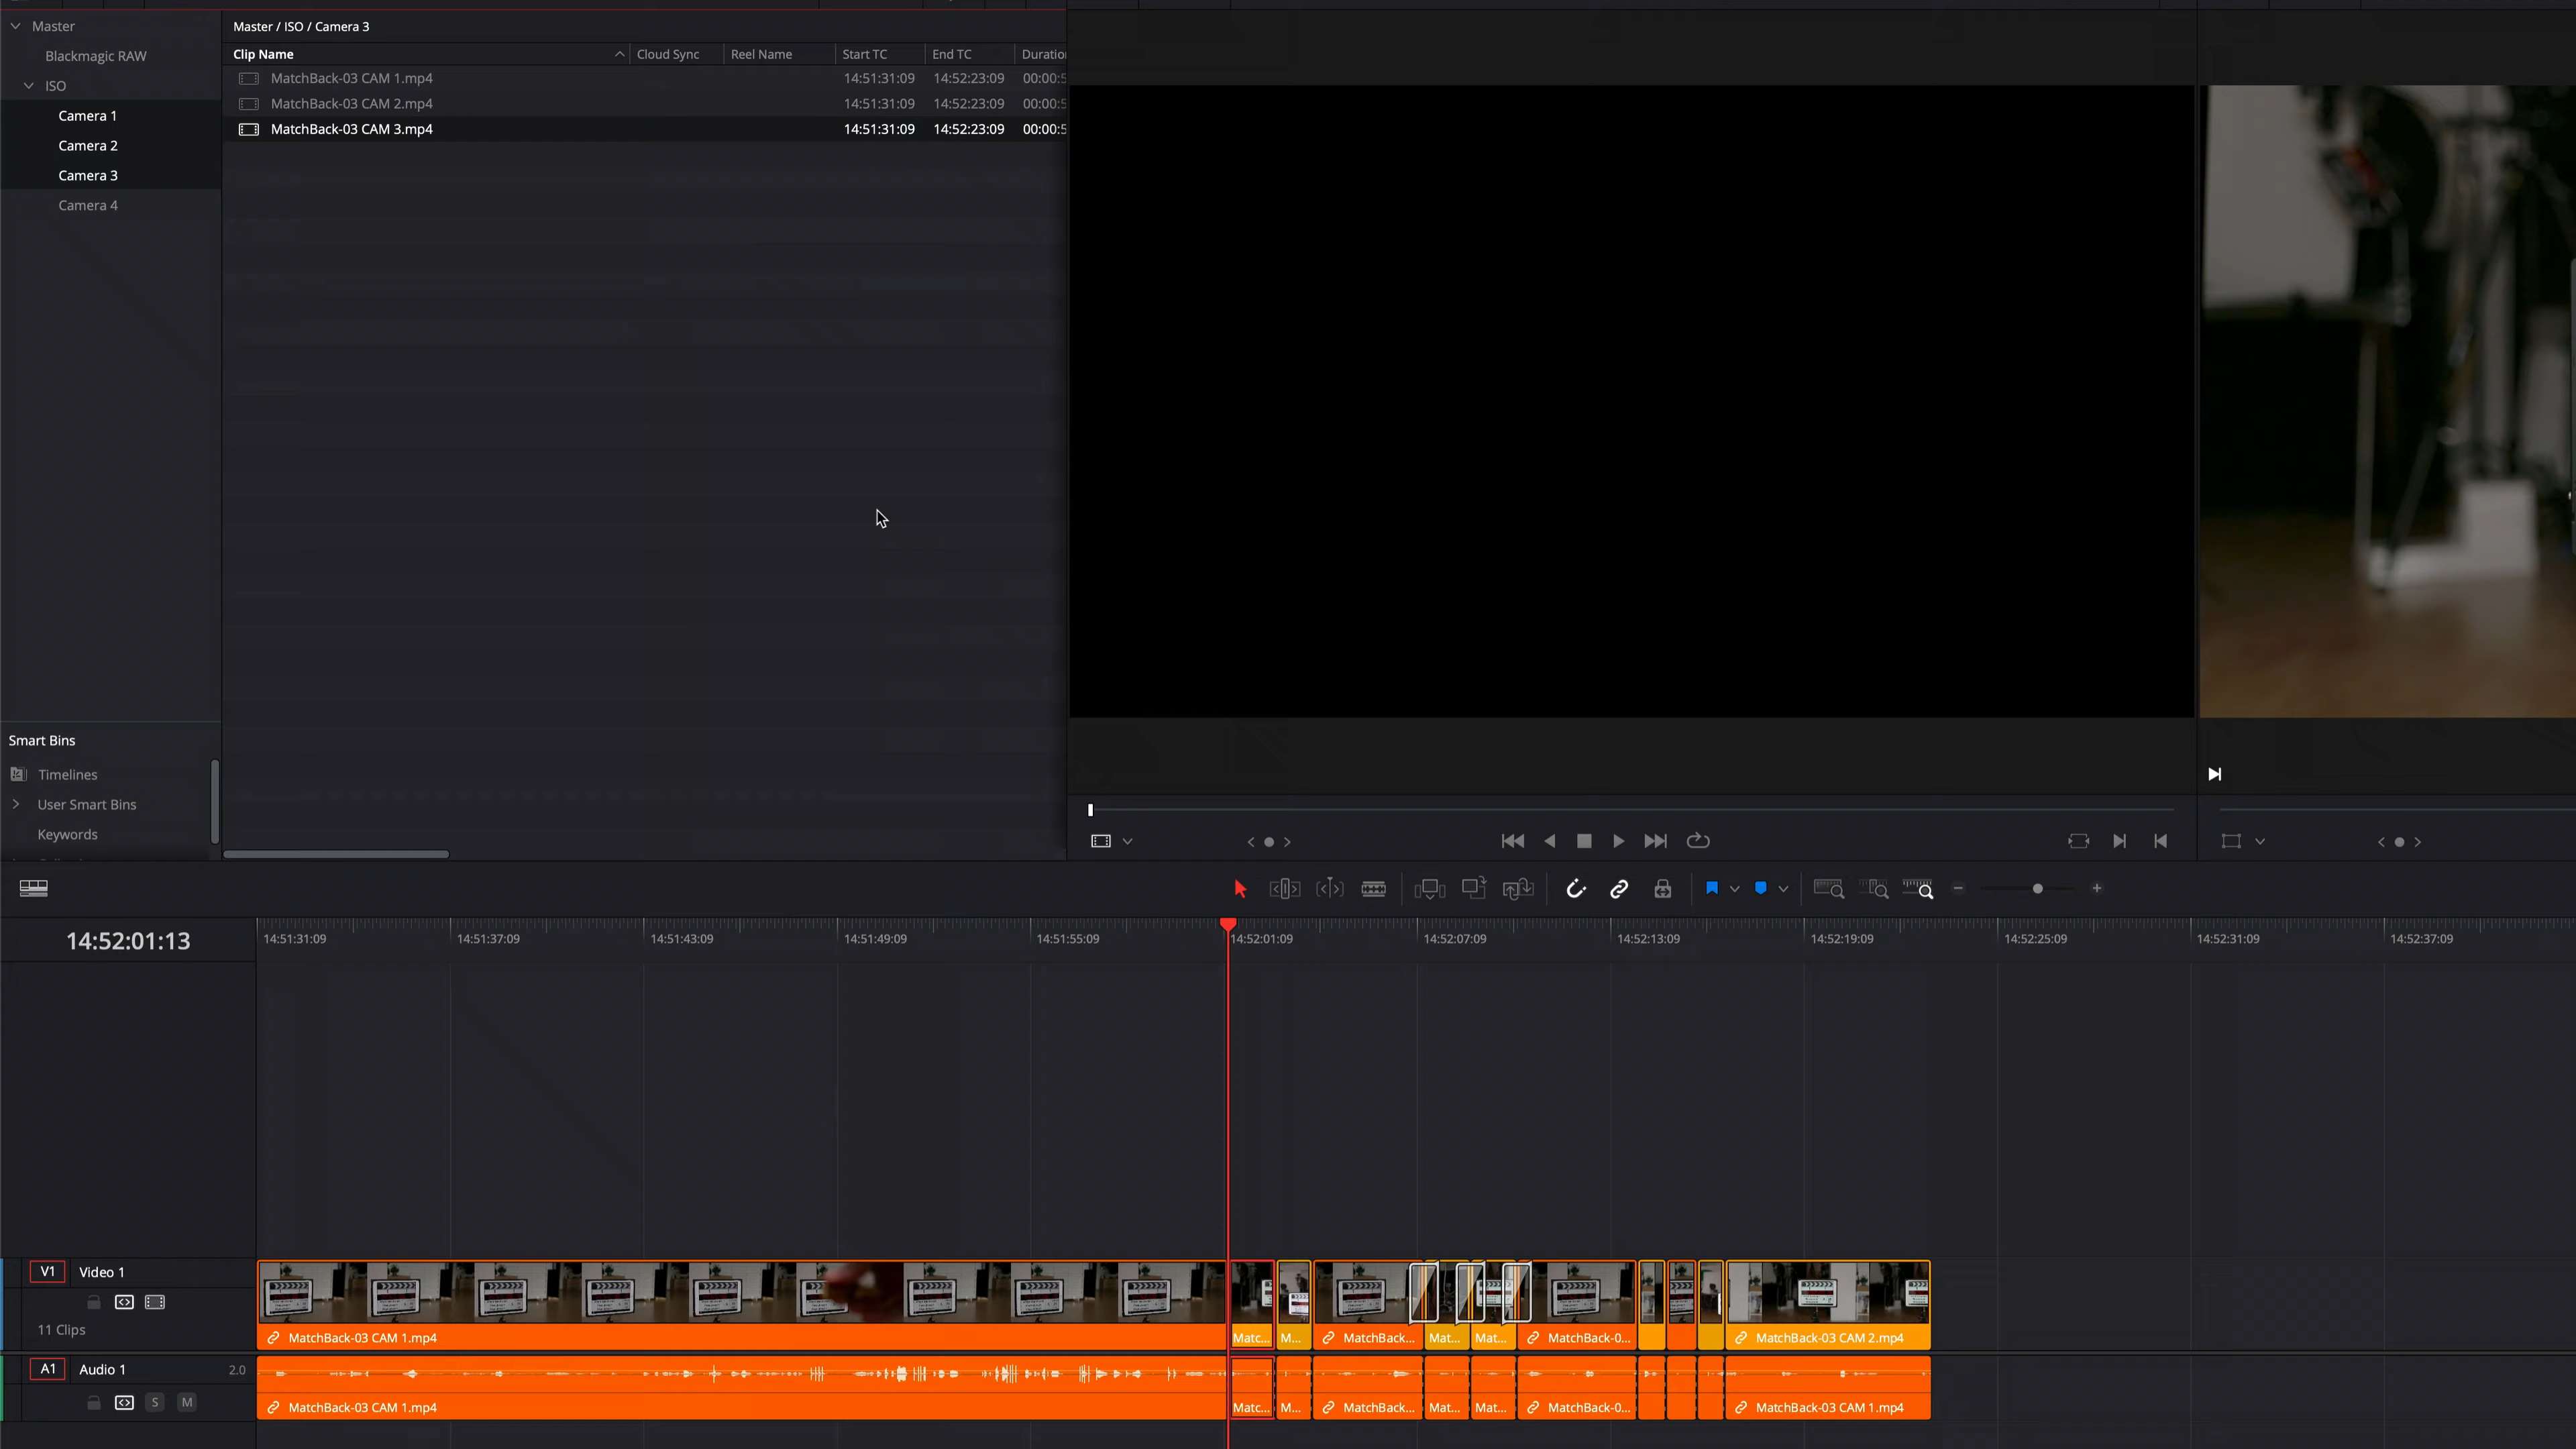 Master
Master / ISO / Camera 3
Blackmagic RAW
ISO
Camera 1
Camera 2
Camera 3
Camera 4
Clip Name Cloud Sync Reel Name Start TC End TC Duratio
MatchBack-03 CAM 1.mp4 14:51:31:09 14:52:23:09 00:00:5
MatchBack-03 CAM 2.mp4 14:51:31:09 14:52:23:09 00:00:5
MatchBack-03 CAM 3.mp4 14:51:31:09 14:52:23:09 00:00:5
Smart Bins
Timelines
User Smart Bins
Keywords
14:52:01:13
14:51:31:09 14:51:37:09 14:51:43:09 14:51:49:09 14:51:55:09 14:52:01:09 14:52:07:09 14:52:13:09 14:52:19:09 14:52:25:09 14:52:31:09 14:52:37:09
V1 Video 1
11 Clips
MatchBack-03 CAM 1.mp4 Matc... M... MatchBack... Mat... Mat... MatchBack-0... MatchBack-03 CAM 2.mp4
A1 Audio 1 2.0
S M
MatchBack-03 CAM 1.mp4 Matc... M... MatchBack... Mat... Mat... MatchBack-0... MatchBack-03 CAM 1.mp4